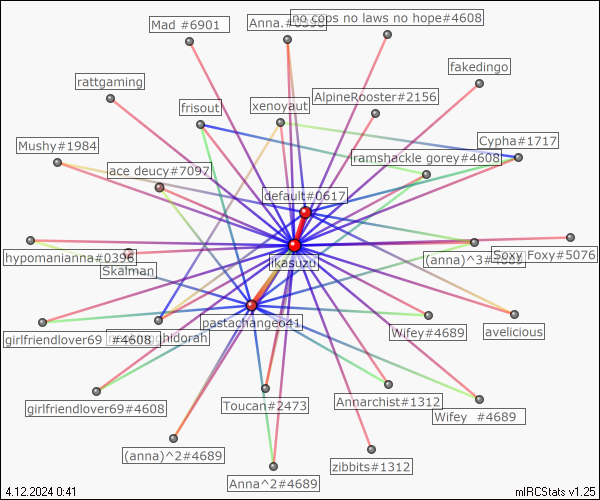 Mad #6901
Anna.#0398
no cops no laws no hope#4608
rattgaming
fakedingo
frisout
xenoyaut
AlpineRooster#2156
Mushy#1984
Cypha#1717
ace deucy#7097
ramshackle gorey#4608
default#0617
hypomanianna#0396
Skalman
ikasuzu
(anna)^3#4689
Soxy Foxy#5076
pastachangeo41
girlfriendlover69 #4608
Wifey#4689
avelicious
girlfriendlover69#4608
Toucan#2473
Annarchist#1312
Wifey #4689
(anna)^2#4689
Anna^2#4689
zibbits#1312
4.12.2024 0:41
mIRCStats v1.25